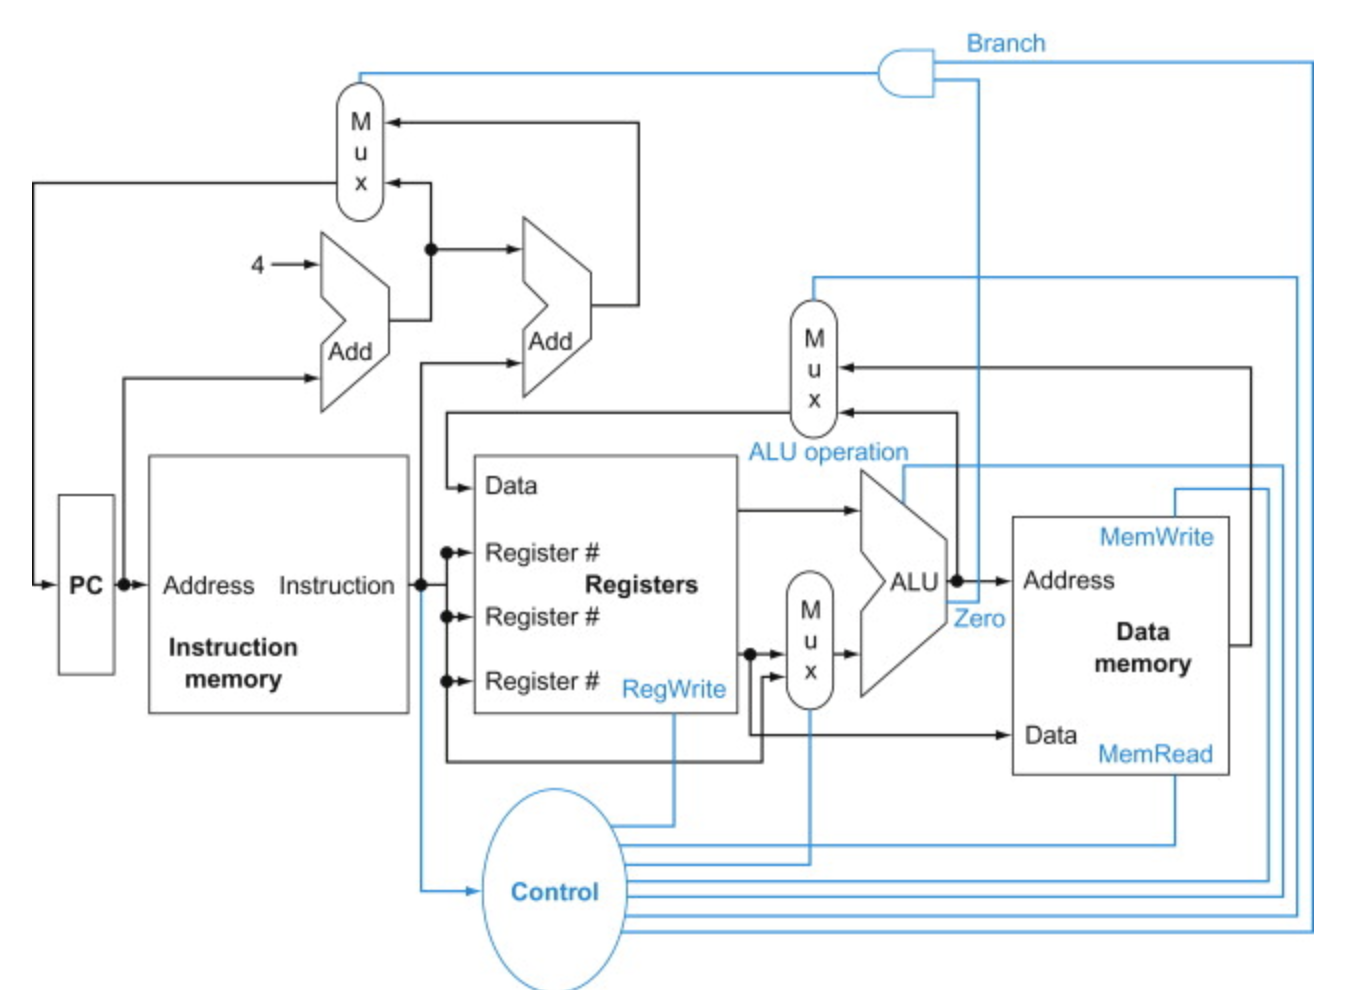 Branch
M
u
x
4
Add
Add
M
u
x
ALU operation
Data
Register #
Registers
Register #
Register #
RegWrite
PC
Address
Instruction
Instruction
memory
M
u
x
ALU
Zero
MemWrite
Address
Data
memory
Data
MemRead
Control